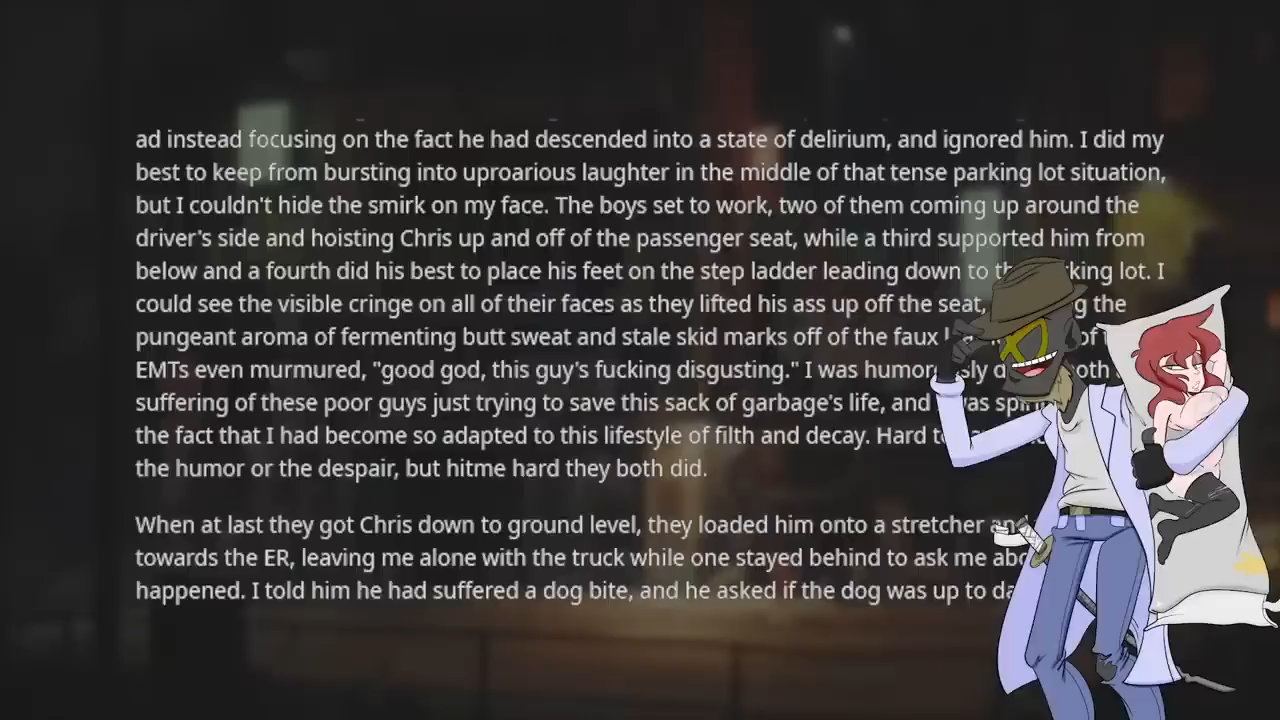 ad instead focusing on the fact he had descended into a state of delirium, and ignored him. I did my
best to keep from bursting into uproarious laughter in the middle of that tense parking lot situation,
but I couldn't hide the smirk on my face. The boys set to work, two of them coming up around the
driver's side and hoisting Chris up and off of the passenger seat, while a third supported him from
below and a fourth did his best to place his feet on the step ladder leading down to lot. I
could see the visible cringe on all of their faces as they lifted his ass up off the seat, the
pungeant aroma of fermenting butt sweat and stale skid marks off of the faux of
EMTs even murmured, "good god, this guy's fucking disgusting." I was
suffering of these poor guys just trying to save this sack of garbage's life, and was
the fact that I had become so adapted to this lifestyle of filth and decay. Hard
the humor or the despair, but hitme hard they both did.
When at last they got Chris down to ground level, they loaded him onto a stretcher
towards the ER, leaving me alone with the truck while one stayed behind to ask me
happened. I told him he had suffered a dog bite, and he asked if the dog was up to